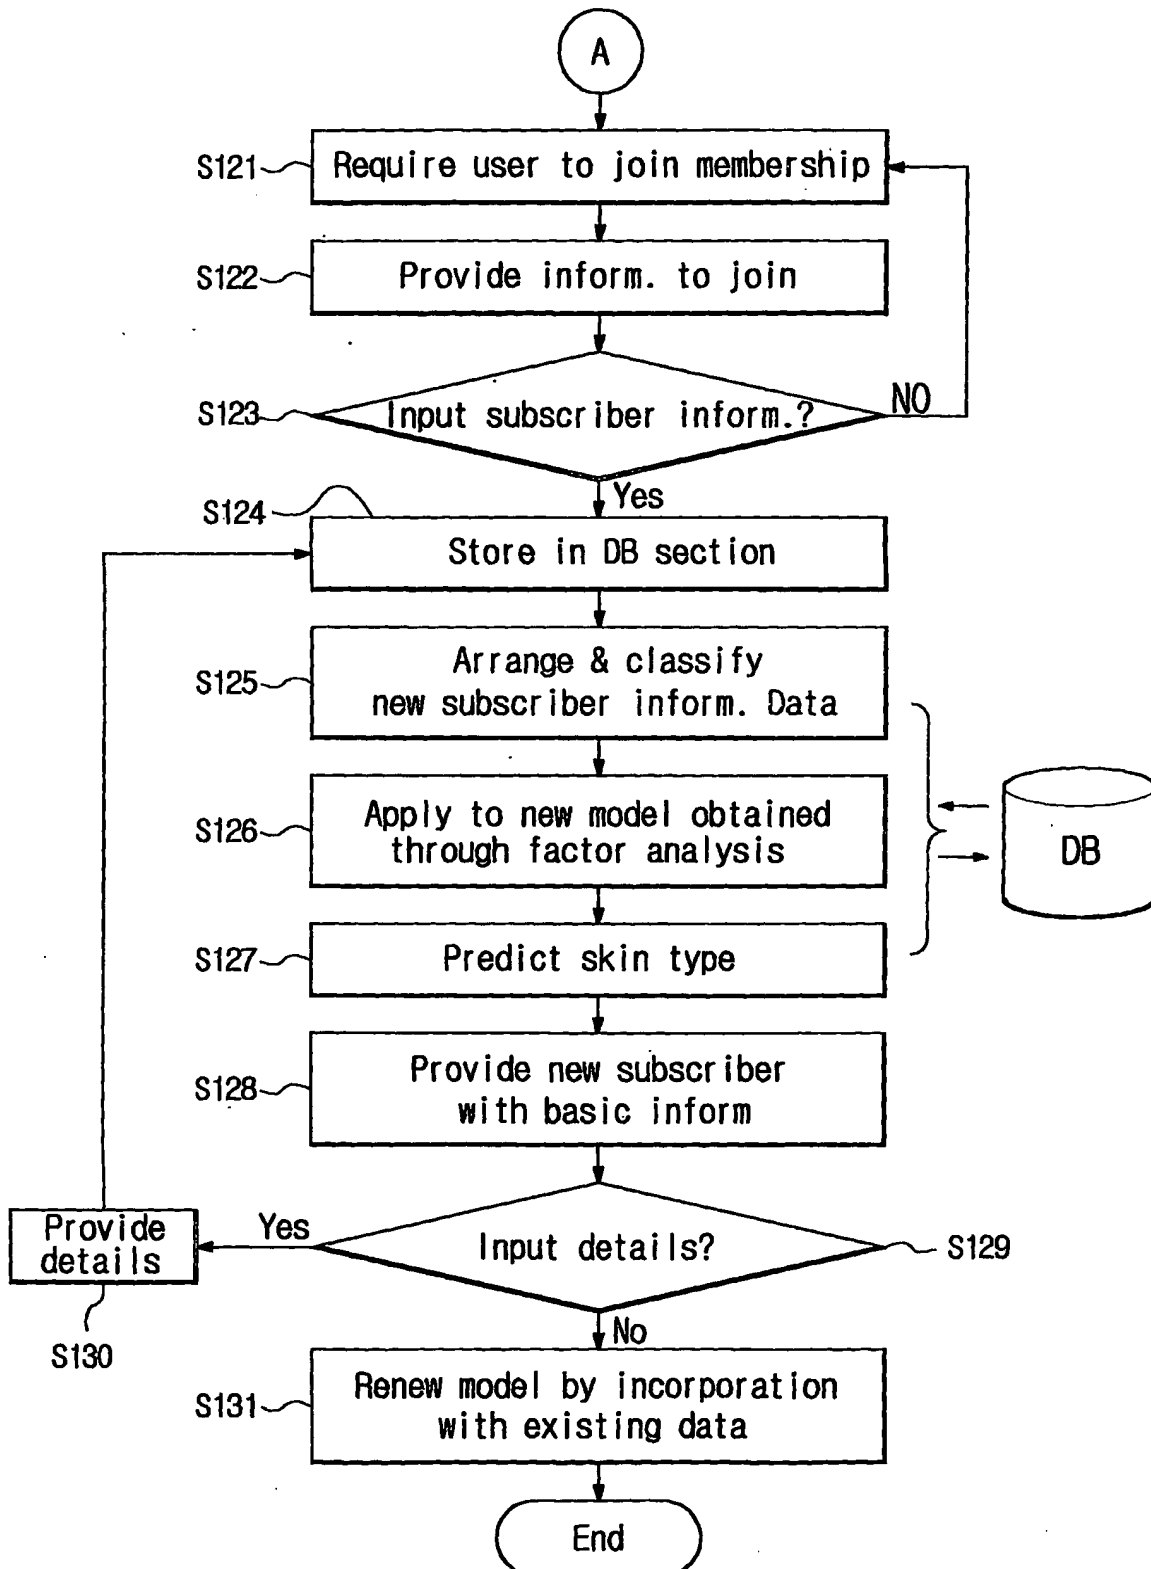 A
S121
Require user to join membership
S122
Provide inform. to join
S123
Input subscriber inform.?
NO
Yes
S124
Store in DB section
S125
Arrange & classify
new subscriber inform. Data
S126
Apply to new model obtained
through factor analysis
DB
S127
Predict skin type
S128
Provide new subscriber
with basic inform
Provide
details
Yes
Input details?
S129
S130
No
S131
Renew model by incorporation
with existing data
End